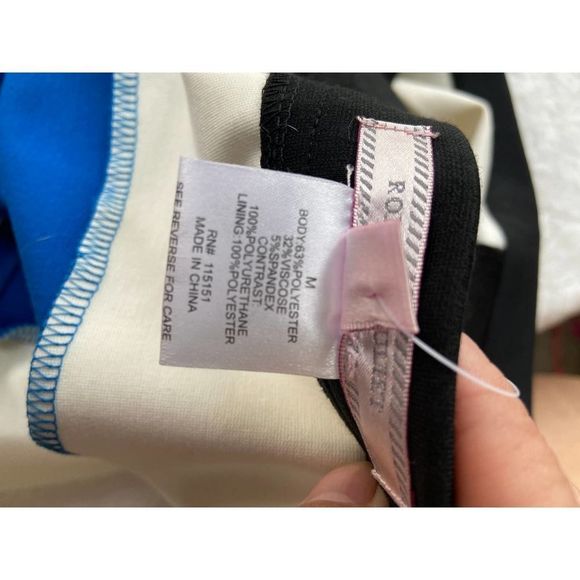 M
BODY:63%POLYESTER
32%VISCOSE
5%SPANDEX
CONTRAST:
100%POLYURETHANE
LINING:100%POLYESTER
RN# 115151
MADE IN CHINA
SEE REVERSE FOR CARE